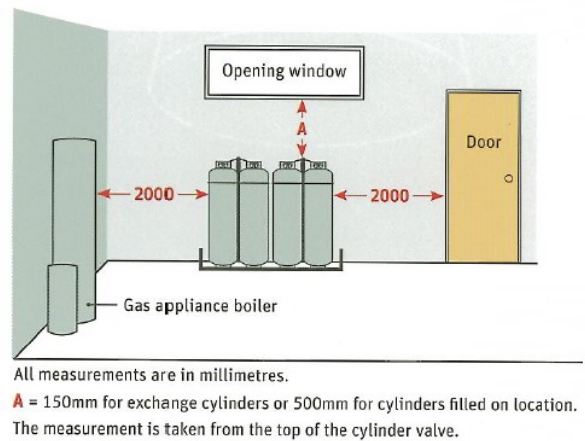 Opening window
A
Door
2000
2000
Gas appliance boiler
All measurements are in millimetres.
A = 150mm for exchange cylinders or 500mm for cylinders filled on location.
The measurement is taken from the top of the cylinder valve.